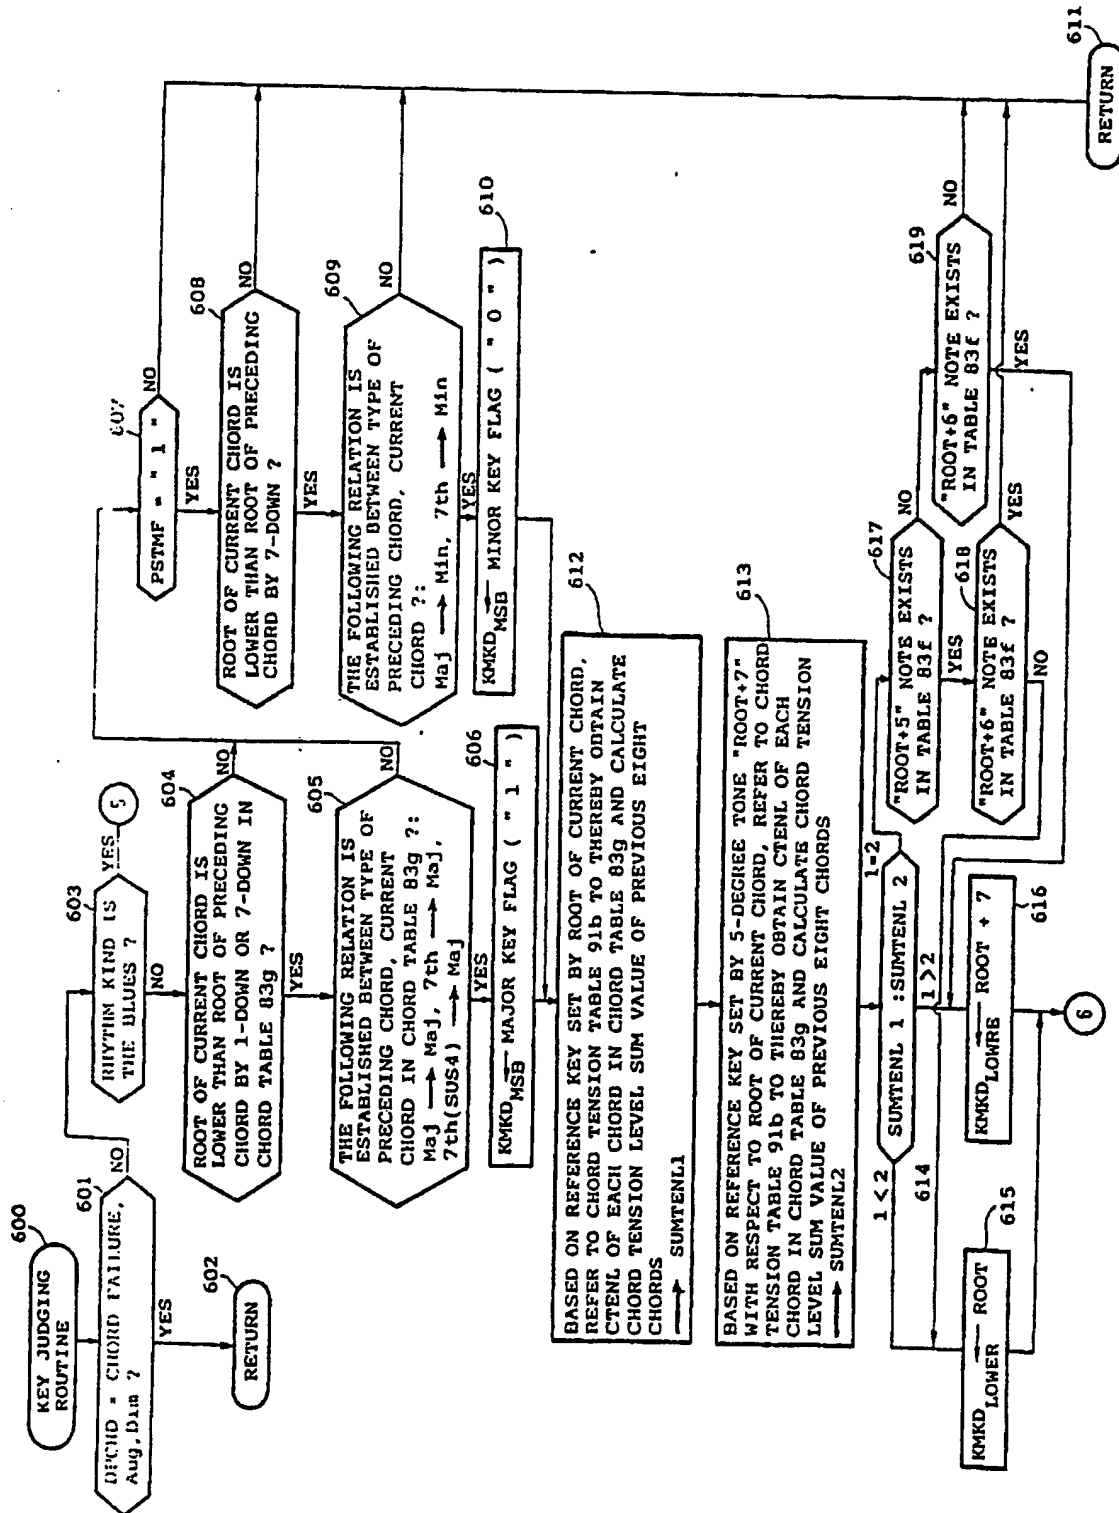 600
KEY JUDGING
ROUTINE
601
DPCHD = CHORD FAILURE,
Aug,Dim ?
NO
YES
602
RETURN
603
RHYTHM KIND IS
THE BLUES ?
YES
5
NO
604
ROOT OF CURRENT CHORD IS
LOWER THAN ROOT OF PRECEDING
CHORD BY 1-DOWN OR 7-DOWN IN
CHORD TABLE 83g ?
NO
YES
605
THE FOLLOWING RELATION IS
ESTABLISHED BETWEEN TYPE OF
PRECEDING CHORD, CURRENT
CHORD IN CHORD TABLE 83g ?:
Maj → Maj, 7th → Maj,
7th(SUS4) → Maj
NO
YES
606
KMKD MSB ← MAJOR KEY FLAG ( " 1 " )
607
PSTMF = " 1 "
NO
YES
608
ROOT OF CURRENT CHORD IS
LOWER THAN ROOT OF PRECEDING
CHORD BY 7-DOWN ?
NO
YES
609
THE FOLLOWING RELATION IS
ESTABLISHED BETWEEN TYPE OF
PRECEDING CHORD, CURRENT
CHORD ?:
Maj → Min, 7th → Min
NO
YES
610
KMKD MSB ← MINOR KEY FLAG ( " 0 " )
612
BASED ON REFERENCE KEY SET BY ROOT OF CURRENT CHORD,
REFER TO CHORD TENSION TABLE 91b TO THEREBY OBTAIN
CTENL OF EACH CHORD IN CHORD TABLE 83g AND CALCULATE
CHORD TENSION LEVEL SUM VALUE OF PREVIOUS EIGHT
CHORDS
→ SUMTENL1
613
BASED ON REFERENCE KEY SET BY 5-DEGREE TONE "ROOT+7"
WITH RESPECT TO ROOT OF CURRENT CHORD, REFER TO CHORD
TENSION TABLE 91b TO THEREBY OBTAIN CTENL OF EACH
CHORD IN CHORD TABLE 83g AND CALCULATE CHORD TENSION
LEVEL SUM VALUE OF PREVIOUS EIGHT CHORDS
→ SUMTENL2
614
SUMTENL 1 :SUMTENL 2
1 < 2
1=2
1 > 2
615
KMKD LOWER ← ROOT
616
KMKD LOWRE ← ROOT + 7
6
617
"ROOT+5" NOTE EXISTS
IN TABLE 83f ?
NO
YES
618
"ROOT+6" NOTE EXISTS
IN TABLE 83f ?
YES
NO
619
"ROOT+6" NOTE EXISTS
IN TABLE 83f ?
NO
YES
611
RETURN